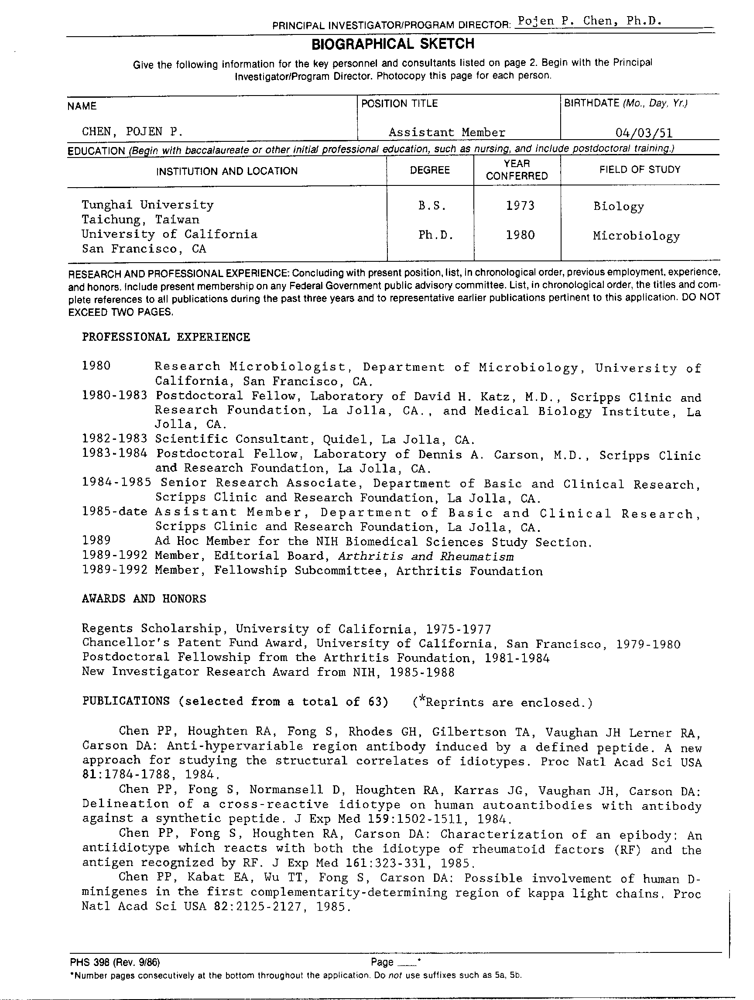 PRINCIPAL INVESTIGATOR/PROGRAM DIRECTOR: Pojen P. Chen, Ph.D.
BIOGRAPHICAL SKETCH
Give the following information for the key personnel and consultants listed on page 2. Begin with the Principal
Investigator/Program Director. Photocopy this page for each person.
NAME POSITION TITLE BIRTHDATE (Mo., Day, Yr.)
CHEN, POJEN P. Assistant Member 04/03/51
EDUCATION (Begin with baccalaureate or other initial professional education, such as nursing, and include postdoctoral training.)
INSTITUTION AND LOCATION DEGREE YEAR CONFERRED FIELD OF STUDY
Tunghai University B.S. 1973 Biology
Taichung, Taiwan
University of California Ph.D. 1980 Microbiology
San Francisco, CA
RESEARCH AND PROFESSIONAL EXPERIENCE: Concluding with present position, list, in chronological order, previous employment, experience,
and honors. Include present membership on any Federal Government public advisory committee. List, in chronological order, the titles and com-
plete references to all publications during the past three years and to representative earlier publications pertinent to this application. DO NOT
EXCEED TWO PAGES.
PROFESSIONAL EXPERIENCE
1980 Research Microbiologist, Department of Microbiology, University of
California, San Francisco, CA.
1980-1983 Postdoctoral Fellow, Laboratory of David H. Katz, M.D., Scripps Clinic and
Research Foundation, La Jolla, CA., and Medical Biology Institute, La
Jolla, CA.
1982-1983 Scientific Consultant, Quidel, La Jolla, CA.
1983-1984 Postdoctoral Fellow, Laboratory of Dennis A. Carson, M.D., Scripps Clinic
and Research Foundation, La Jolla, CA.
1984-1985 Senior Research Associate, Department of Basic and Clinical Research,
Scripps Clinic and Research Foundation, La Jolla, CA.
1985-date Assistant Member, Department of Basic and Clinical Research,
Scripps Clinic and Research Foundation, La Jolla, CA.
1989 Ad Hoc Member for the NIH Biomedical Sciences Study Section.
1989-1992 Member, Editorial Board, Arthritis and Rheumatism
1989-1992 Member, Fellowship Subcommittee, Arthritis Foundation
AWARDS AND HONORS
Regents Scholarship, University of California, 1975-1977
Chancellor's Patent Fund Award, University of California, San Francisco, 1979-1980
Postdoctoral Fellowship from the Arthritis Foundation, 1981-1984
New Investigator Research Award from NIH, 1985-1988
PUBLICATIONS (selected from a total of 63) (*Reprints are enclosed.)
Chen PP, Houghten RA, Fong S, Rhodes GH, Gilbertson TA, Vaughan JH Lerner RA,
Carson DA: Anti-hypervariable region antibody induced by a defined peptide. A new
approach for studying the structural correlates of idiotypes. Proc Natl Acad Sci USA
81:1784-1788, 1984.
Chen PP, Fong S, Normansell D, Houghten RA, Karras JG, Vaughan JH, Carson DA:
Delineation of a cross-reactive idiotype on human autoantibodies with antibody
against a synthetic peptide. J Exp Med 159:1502-1511, 1984.
Chen PP, Fong S, Houghten RA, Carson DA: Characterization of an epibody: An
antiidiotype which reacts with both the idiotype of rheumatoid factors (RF) and the
antigen recognized by RF. J Exp Med 161:323-331, 1985.
Chen PP, Kabat EA, Wu TT, Fong S, Carson DA: Possible involvement of human D-
minigenes in the first complementarity-determining region of kappa light chains. Proc
Natl Acad Sci USA 82:2125-2127, 1985.
PHS 398 (Rev. 9/86) Page ___*
*Number pages consecutively at the bottom throughout the application. Do not use suffixes such as 5a, 5b.